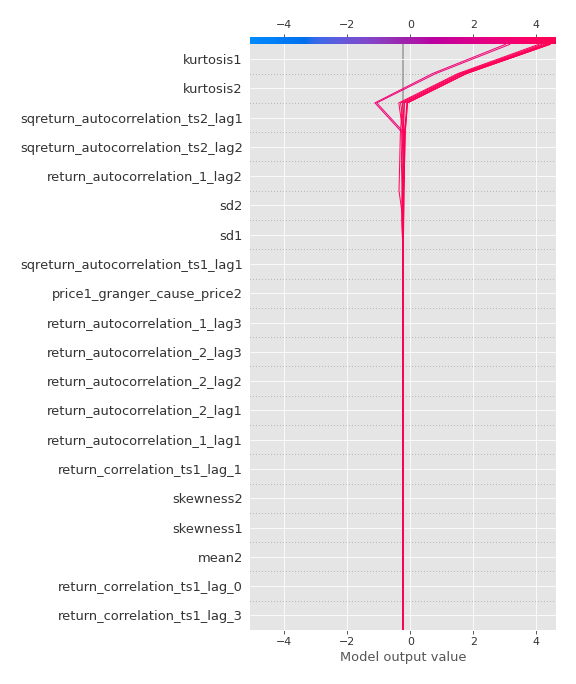 −4 −2 0 2 4
kurtosis1
kurtosis2
sqreturn_autocorrelation_ts2_lag1
sqreturn_autocorrelation_ts2_lag2
return_autocorrelation_1_lag2
sd2
sd1
sqreturn_autocorrelation_ts1_lag1
price1_granger_cause_price2
return_autocorrelation_1_lag3
return_autocorrelation_2_lag3
return_autocorrelation_2_lag2
return_autocorrelation_2_lag1
return_autocorrelation_1_lag1
return_correlation_ts1_lag_1
skewness2
skewness1
mean2
return_correlation_ts1_lag_0
return_correlation_ts1_lag_3
−4 −2 0 2 4
Model output value